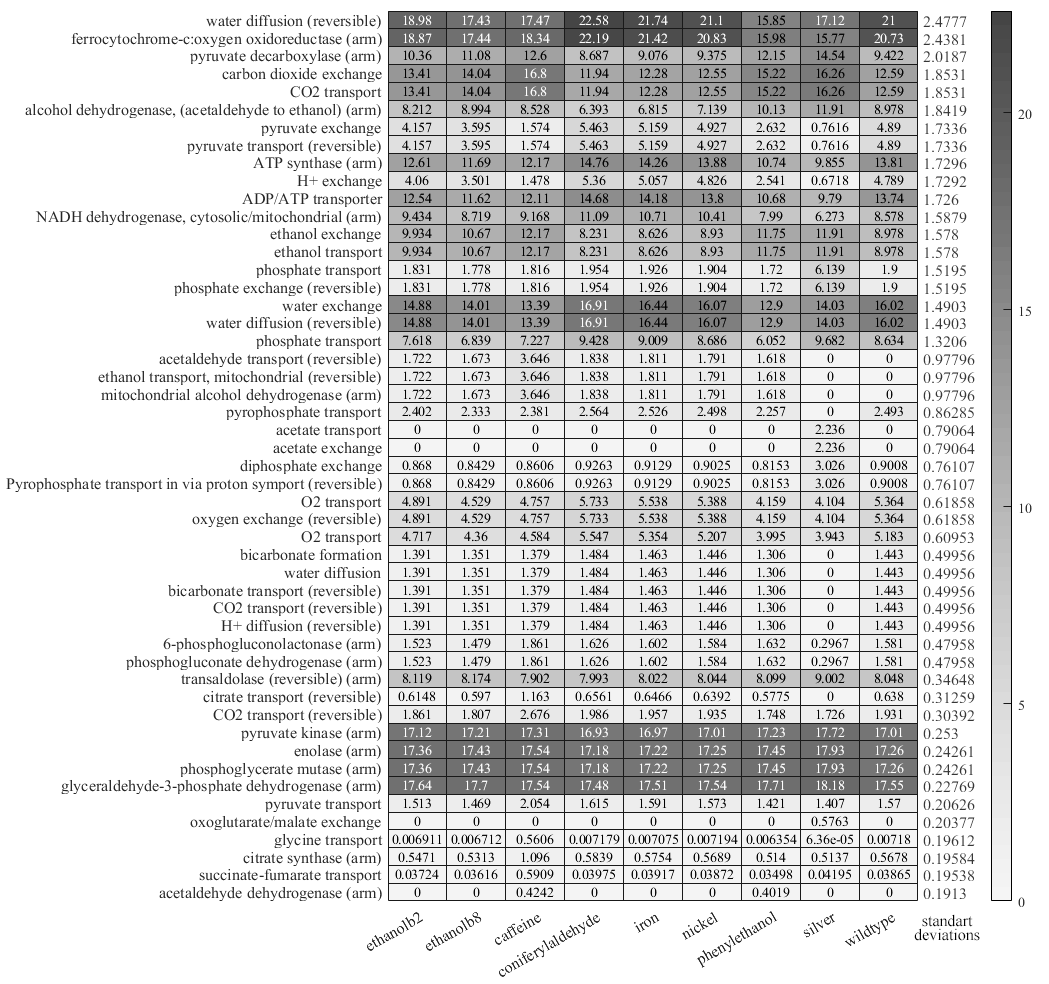 water diffusion (reversible) 18.98 17.43 17.47 22.58 21.74 21.1 15.85 17.12 21 2.4777
ferrocytochrome-c:oxygen oxidoreductase (arm) 18.87 17.44 18.34 22.19 21.42 20.83 15.98 15.77 20.73 2.4381
pyruvate decarboxylase (arm) 10.36 11.08 12.6 8.687 9.076 9.375 12.15 14.54 9.422 2.0187
carbon dioxide exchange 13.41 14.04 16.8 11.94 12.28 12.55 15.22 16.26 12.59 1.8531
CO2 transport 13.41 14.04 16.8 11.94 12.28 12.55 15.22 16.26 12.59 1.8531
alcohol dehydrogenase, (acetaldehyde to ethanol) (arm) 8.212 8.994 8.528 6.393 6.815 7.139 10.13 11.91 8.978 1.8419
pyruvate exchange 4.157 3.595 1.574 5.463 5.159 4.927 2.632 0.7616 4.89 1.7336
pyruvate transport (reversible) 4.157 3.595 1.574 5.463 5.159 4.927 2.632 0.7616 4.89 1.7336
ATP synthase (arm) 12.61 11.69 12.17 14.76 14.26 13.88 10.74 9.855 13.81 1.7296
H+ exchange 4.06 3.501 1.478 5.36 5.057 4.826 2.541 0.6718 4.789 1.7292
ADP/ATP transporter 12.54 11.62 12.11 14.68 14.18 13.8 10.68 9.79 13.74 1.726
NADH dehydrogenase, cytosolic/mitochondrial (arm) 9.434 8.719 9.168 11.09 10.71 10.41 7.99 6.273 8.578 1.5879
ethanol exchange 9.934 10.67 12.17 8.231 8.626 8.93 11.75 11.91 8.978 1.578
ethanol transport 9.934 10.67 12.17 8.231 8.626 8.93 11.75 11.91 8.978 1.578
phosphate transport 1.831 1.778 1.816 1.954 1.926 1.904 1.72 6.139 1.9 1.5195
phosphate exchange (reversible) 1.831 1.778 1.816 1.954 1.926 1.904 1.72 6.139 1.9 1.5195
water exchange 14.88 14.01 13.39 16.91 16.44 16.07 12.9 14.03 16.02 1.4903
water diffusion (reversible) 14.88 14.01 13.39 16.91 16.44 16.07 12.9 14.03 16.02 1.4903
phosphate transport 7.618 6.839 7.227 9.428 9.009 8.686 6.052 9.682 8.634 1.3206
acetaldehyde transport (reversible) 1.722 1.673 3.646 1.838 1.811 1.791 1.618 0 0 0.97796
ethanol transport, mitochondrial (reversible) 1.722 1.673 3.646 1.838 1.811 1.791 1.618 0 0 0.97796
mitochondrial alcohol dehydrogenase (arm) 1.722 1.673 3.646 1.838 1.811 1.791 1.618 0 0 0.97796
pyrophosphate transport 2.402 2.333 2.381 2.564 2.526 2.498 2.257 0 2.493 0.86285
acetate transport 0 0 0 0 0 0 0 2.236 0 0.79064
acetate exchange 0 0 0 0 0 0 0 2.236 0 0.79064
diphosphate exchange 0.868 0.8429 0.8606 0.9263 0.9129 0.9025 0.8153 3.026 0.9008 0.76107
Pyrophosphate transport in via proton symport (reversible) 0.868 0.8429 0.8606 0.9263 0.9129 0.9025 0.8153 3.026 0.9008 0.76107
O2 transport 4.891 4.529 4.757 5.733 5.538 5.388 4.159 4.104 5.364 0.61858
oxygen exchange (reversible) 4.891 4.529 4.757 5.733 5.538 5.388 4.159 4.104 5.364 0.61858
O2 transport 4.717 4.36 4.584 5.547 5.354 5.207 3.995 3.943 5.183 0.60953
bicarbonate formation 1.391 1.351 1.379 1.484 1.463 1.446 1.306 0 1.443 0.49956
water diffusion 1.391 1.351 1.379 1.484 1.463 1.446 1.306 0 1.443 0.49956
bicarbonate transport (reversible) 1.391 1.351 1.379 1.484 1.463 1.446 1.306 0 1.443 0.49956
CO2 transport (reversible) 1.391 1.351 1.379 1.484 1.463 1.446 1.306 0 1.443 0.49956
H+ diffusion (reversible) 1.391 1.351 1.379 1.484 1.463 1.446 1.306 0 1.443 0.49956
6-phosphogluconolactonase (arm) 1.523 1.479 1.861 1.626 1.602 1.584 1.632 0.2967 1.581 0.47958
phosphogluconate dehydrogenase (arm) 1.523 1.479 1.861 1.626 1.602 1.584 1.632 0.2967 1.581 0.47958
transaldolase (reversible) (arm) 8.119 8.174 7.902 7.993 8.022 8.044 8.099 9.002 8.048 0.34648
citrate transport (reversible) 0.6148 0.597 1.163 0.6561 0.6466 0.6392 0.5775 0 0.638 0.31259
CO2 transport (reversible) 1.861 1.807 2.676 1.986 1.957 1.935 1.748 1.726 1.931 0.30392
pyruvate kinase (arm) 17.12 17.21 17.31 16.93 16.97 17.01 17.23 17.72 17.01 0.253
enolase (arm) 17.36 17.43 17.54 17.18 17.22 17.25 17.45 17.93 17.26 0.24261
phosphoglycerate mutase (arm) 17.36 17.43 17.54 17.18 17.22 17.25 17.45 17.93 17.26 0.24261
glyceraldehyde-3-phosphate dehydrogenase (arm) 17.64 17.7 17.54 17.48 17.51 17.54 17.71 18.18 17.55 0.22769
pyruvate transport 1.513 1.469 2.054 1.615 1.591 1.573 1.421 1.407 1.57 0.20626
oxoglutarate/malate exchange 0 0 0 0 0 0 0 0.5763 0 0.20377
glycine transport 0.006911 0.006712 0.5606 0.007179 0.007075 0.007194 0.006354 6.36e-05 0.00718 0.19612
citrate synthase (arm) 0.5471 0.5313 1.096 0.5839 0.5754 0.5689 0.514 0.5137 0.5678 0.19584
succinate-fumarate transport 0.03724 0.03616 0.5909 0.03975 0.03917 0.03872 0.03498 0.04195 0.03865 0.19538
acetaldehyde dehydrogenase (arm) 0 0 0.4242 0 0 0 0.4019 0 0 0.1913
ethanolb2 ethanolb8 caffeine coniferylaldehyde iron nickel phenylethanol silver wildtype
standart
deviations
20
15
10
5
0